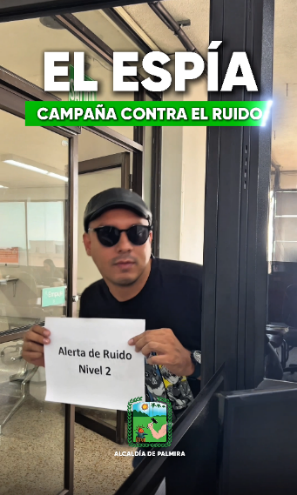 EL ESPÍA
CAMPAÑA CONTRA EL RUIDO
Alerta de Ruido
Nivel 2
ALCALDÍA DE PALMIRA